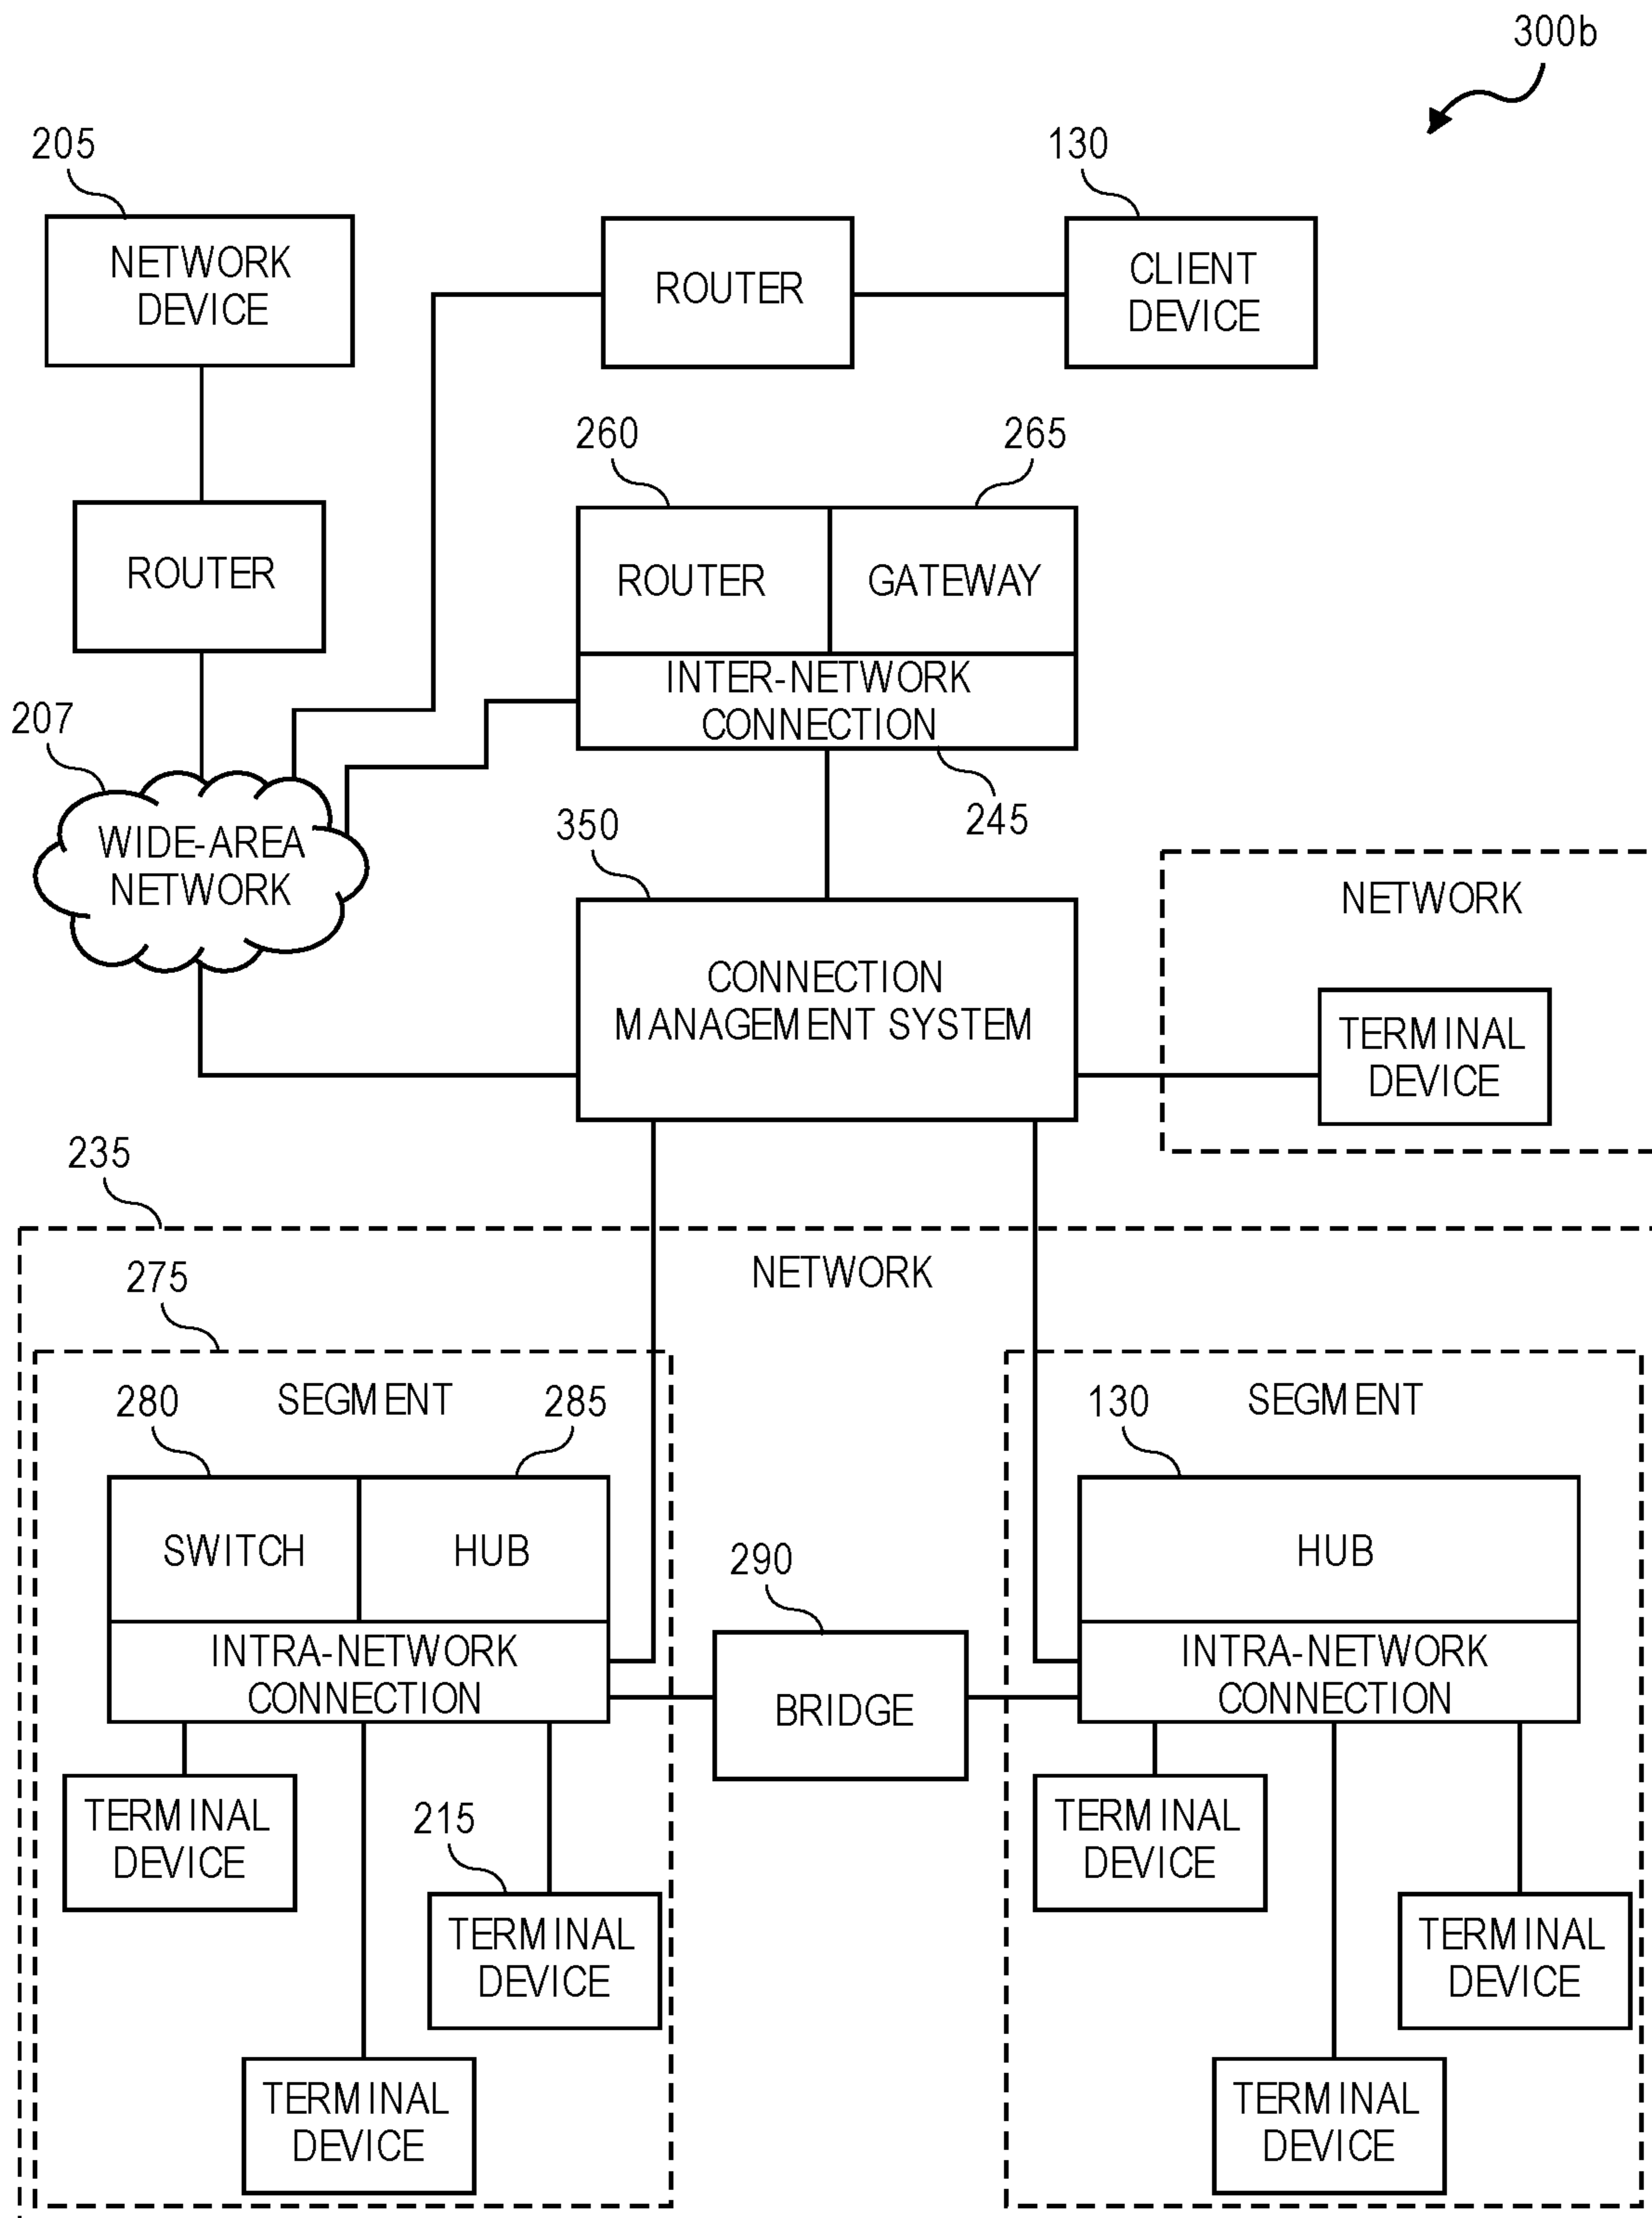 300b
205
130
NETWORK
DEVICE
ROUTER
CLIENT
DEVICE
260
265
ROUTER
ROUTER
GATEWAY
INTER-NETWORK
CONNECTION
207
245
350
WIDE-AREA
NETWORK
NETWORK
CONNECTION
MANAGEMENT SYSTEM
TERMINAL
DEVICE
235
NETWORK
275
SEGMENT
SEGMENT
280
285
130
SWITCH
HUB
290
HUB
INTRA-NETWORK
CONNECTION
BRIDGE
INTRA-NETWORK
CONNECTION
TERMINAL
DEVICE
215
TERMINAL
DEVICE
TERMINAL
DEVICE
TERMINAL
DEVICE
TERMINAL
DEVICE
TERMINAL
DEVICE